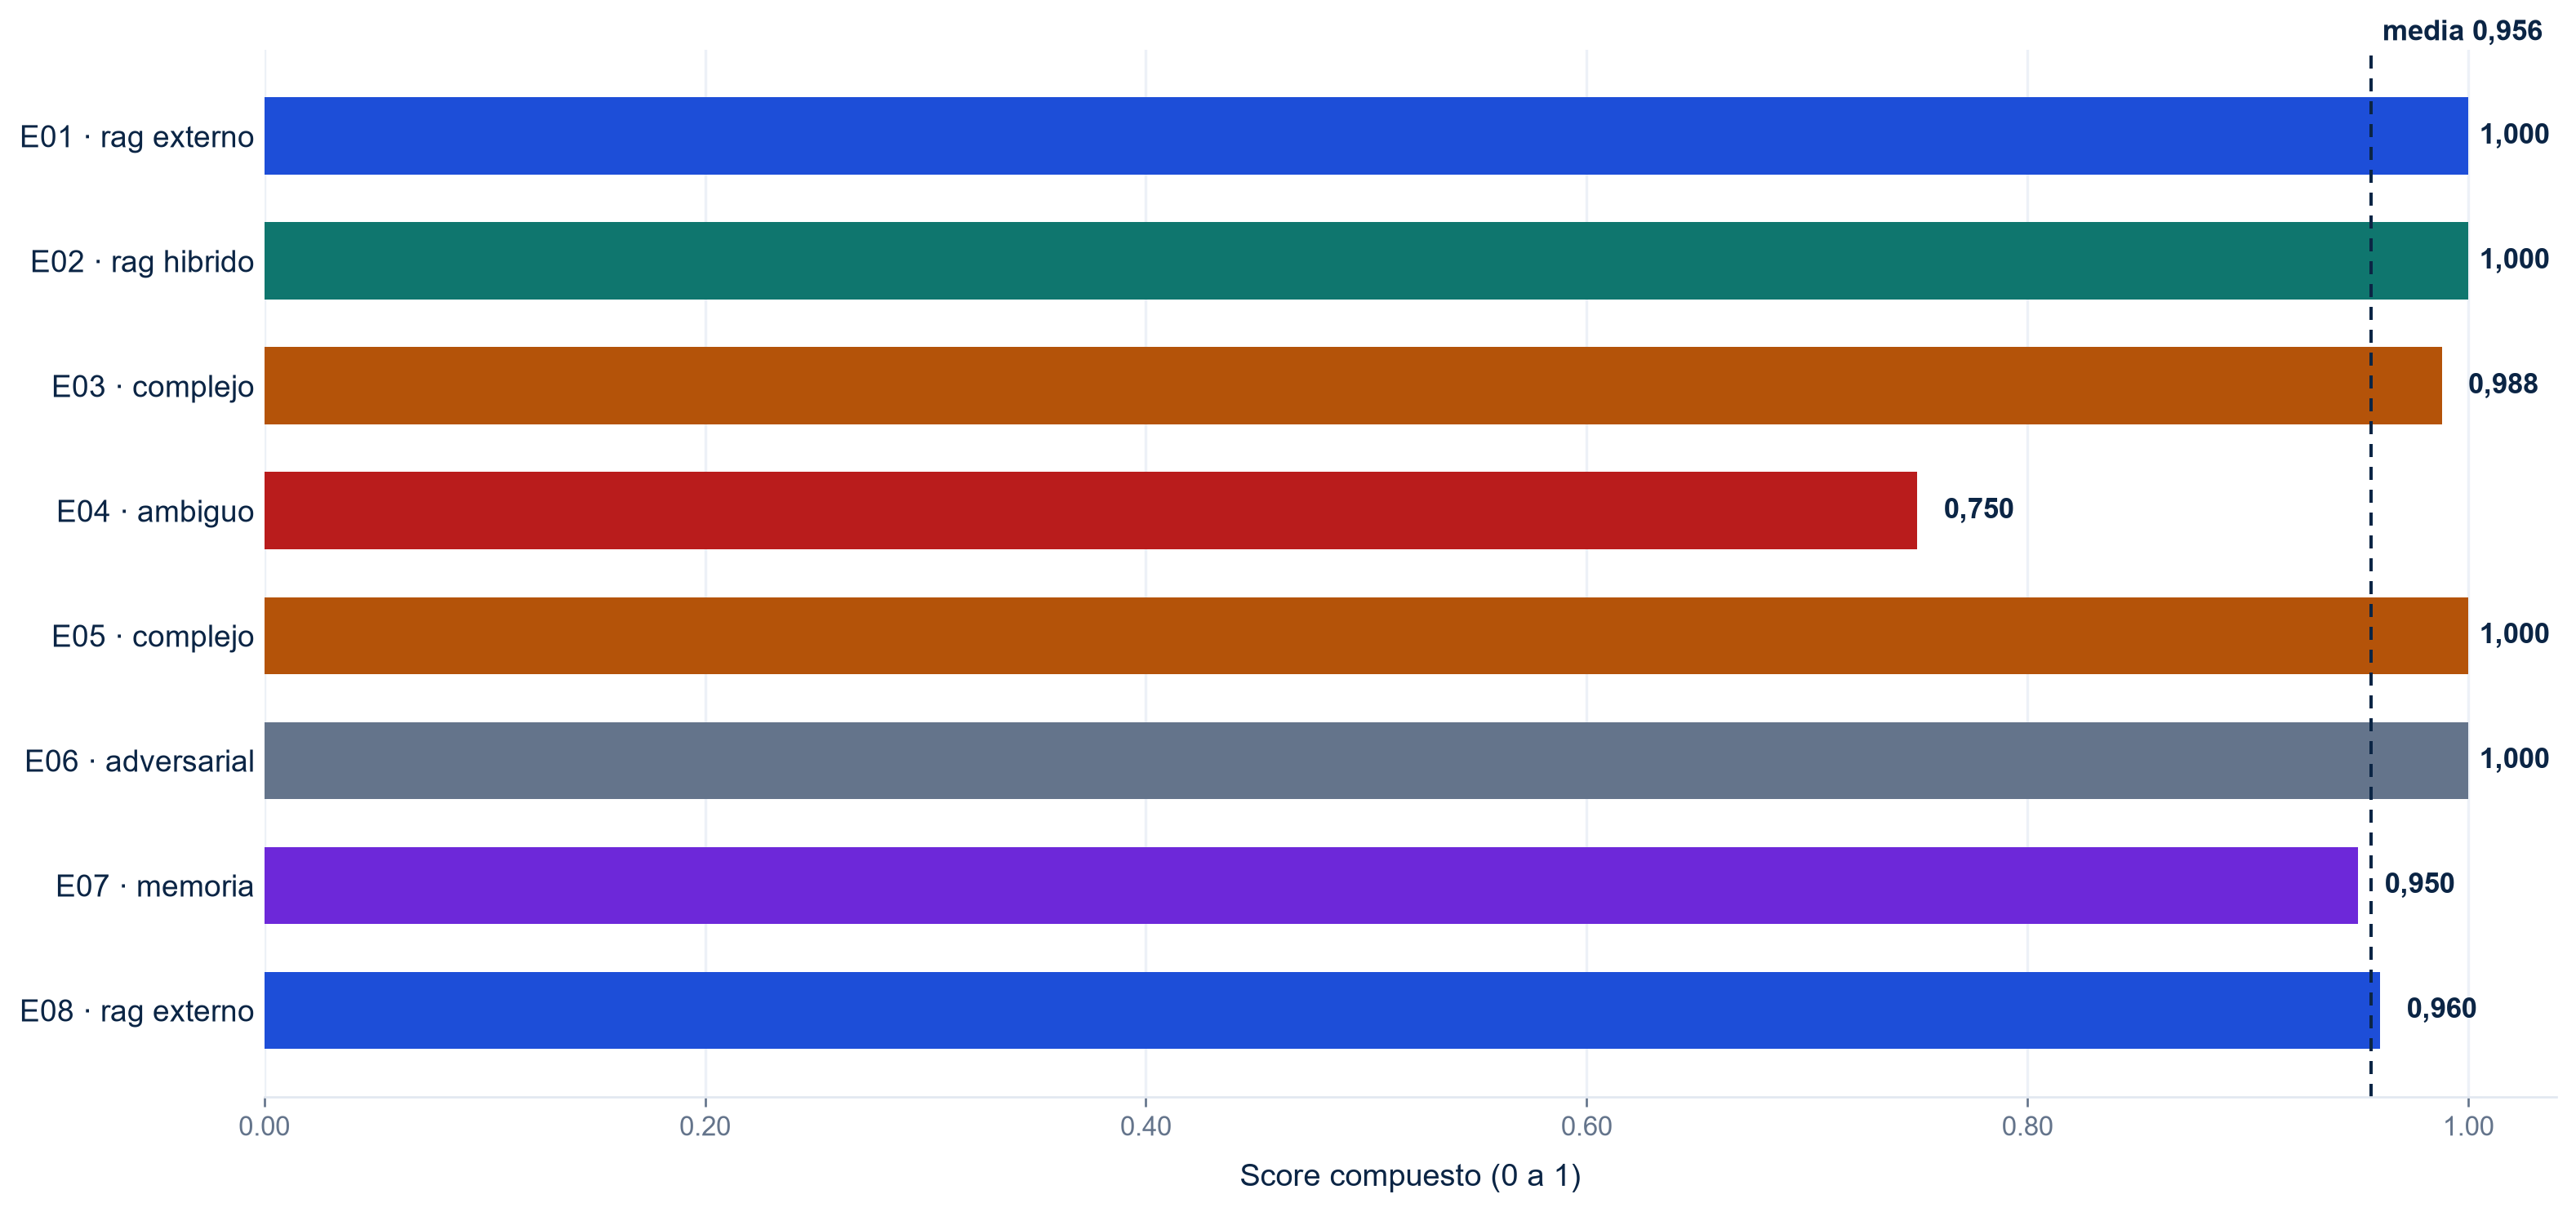 media 0,956
E01 · rag externo 1,000
E02 · rag hibrido 1,000
E03 · complejo 0,988
E04 · ambiguo 0,750
E05 · complejo 1,000
E06 · adversarial 1,000
E07 · memoria 0,950
E08 · rag externo 0,960
0.00 0.20 0.40 0.60 0.80 1.00
Score compuesto (0 a 1)